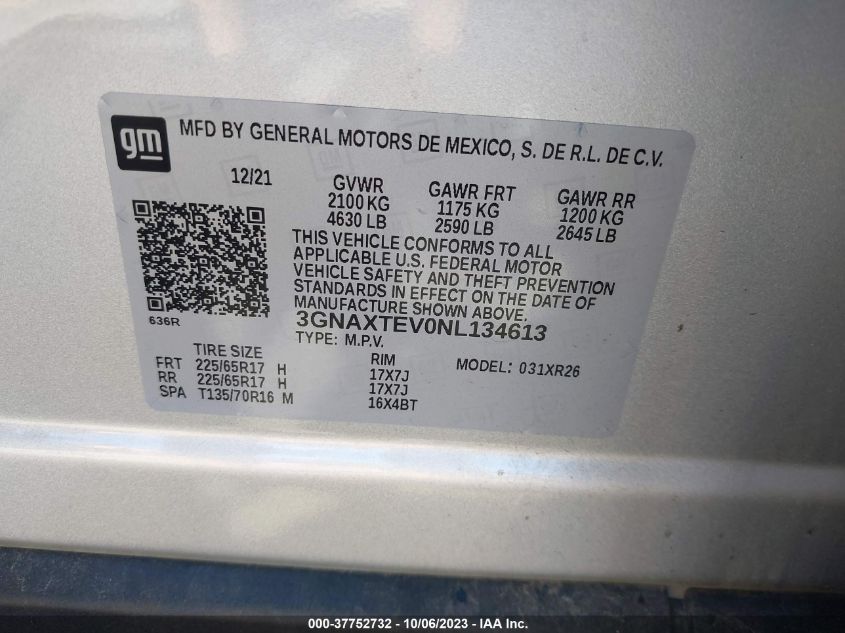 gm
MFD BY GENERAL MOTORS DE MEXICO, S. DE R.L. DE C.V.
12/21 GVWR GAWR FRT GAWR RR
2100 KG 1175 KG 1200 KG
4630 LB 2590 LB 2645 LB
THIS VEHICLE CONFORMS TO ALL
APPLICABLE U.S. FEDERAL MOTOR
VEHICLE SAFETY AND THEFT PREVENTION
STANDARDS IN EFFECT ON THE DATE OF
MANUFACTURE SHOWN ABOVE.
636R
3GNAXTEV0NL134613
TYPE: M.P.V.
TIRE SIZE RIM MODEL: 031XR26
FRT 225/65R17 H 17X7J
RR 225/65R17 H 17X7J
SPA T135/70R16 M 16X4BT
000-37752732 - 10/06/2023 - IAA Inc.